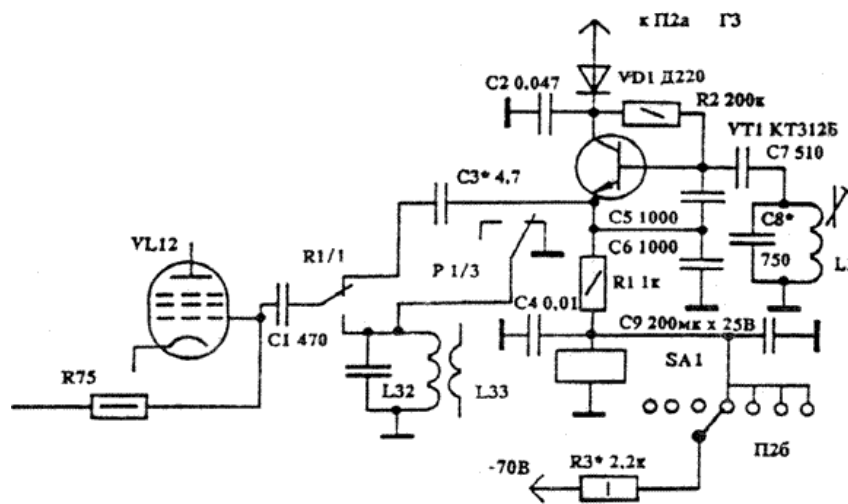 к П2а Г3
С2 0.047
VD1 Д220
R2 200к
VT1 КТ312Б
С7 510
С3* 4,7
VL12
R1/1
Р 1/3
С5 1000
С8*
С6 1000
750
R1 1к
С4 0,01
С1 470
С9 200мк х 25В
SA1
R75
L32
L33
П2б
-70В
R3* 2,2к